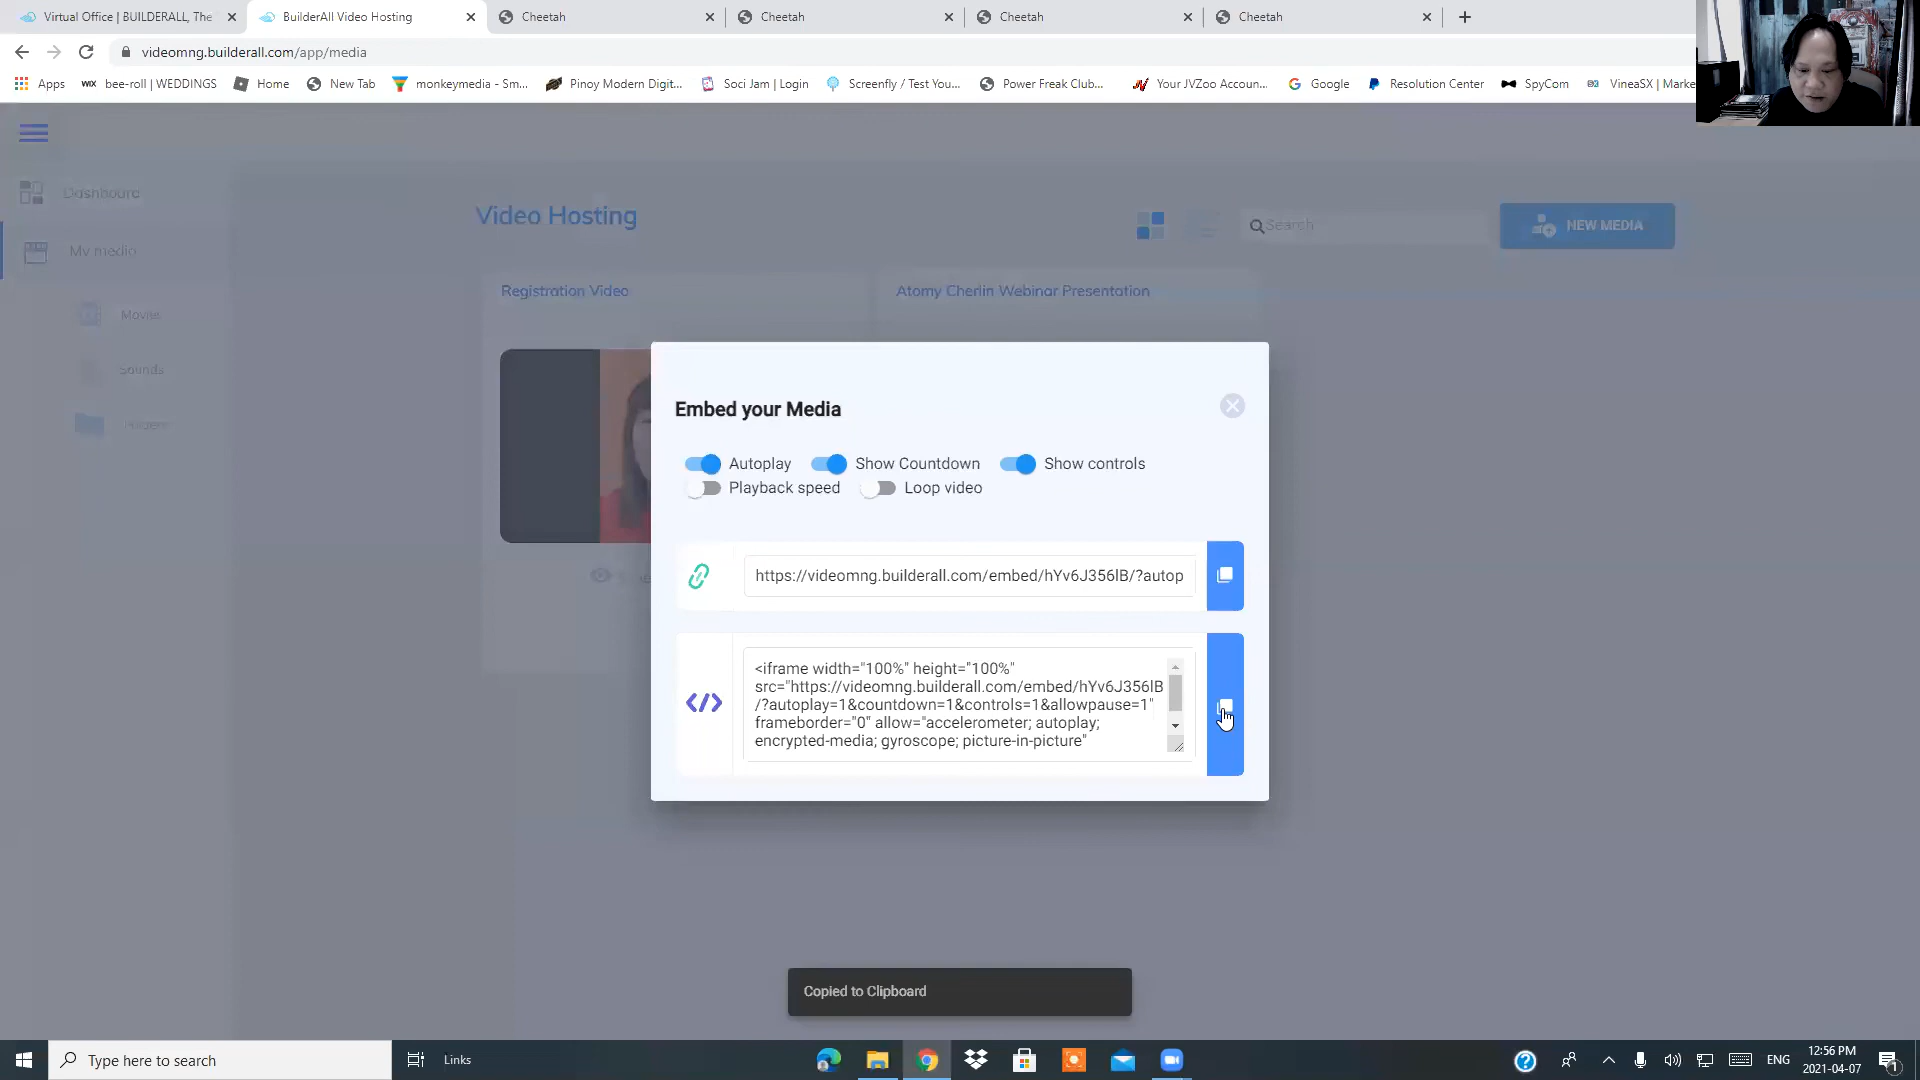 Virtual Office | BUILDERALL, The
BuilderAll Video Hosting
Cheetah
Cheetah
Cheetah
Cheetah
videomng.builderall.com/app/media
Apps
WIX bee-roll | WEDDINGS
Home
New Tab
monkeymedia - Sm...
Pinoy Modern Digit...
Soci Jam | Login
Screenfly / Test You...
Power Freak Club...
Your JVZoo Accoun...
Google
Resolution Center
SpyCom
VineaSX | Marke
Dashboard
My media
Movie
Sounds
Video Hosting
Search
NEW MEDIA
Registration Video
Atomy Cherlin Webinar Presentation
Embed your Media
Autoplay
Show Countdown
Show controls
Playback speed
Loop video
https://videomng.builderall.com/embed/hYv6J356lB/?autop
<iframe width="100%" height="100%"
src="https://videomng.builderall.com/embed/hYv6J356lB
/?autoplay=1&countdown=1&controls=1&allowpause=1"
frameborder="0" allow="accelerometer; autoplay;
encrypted-media; gyroscope; picture-in-picture"
Copied to Clipboard
Type here to search
Links
ENG
12:56 PM
2021-04-07
1